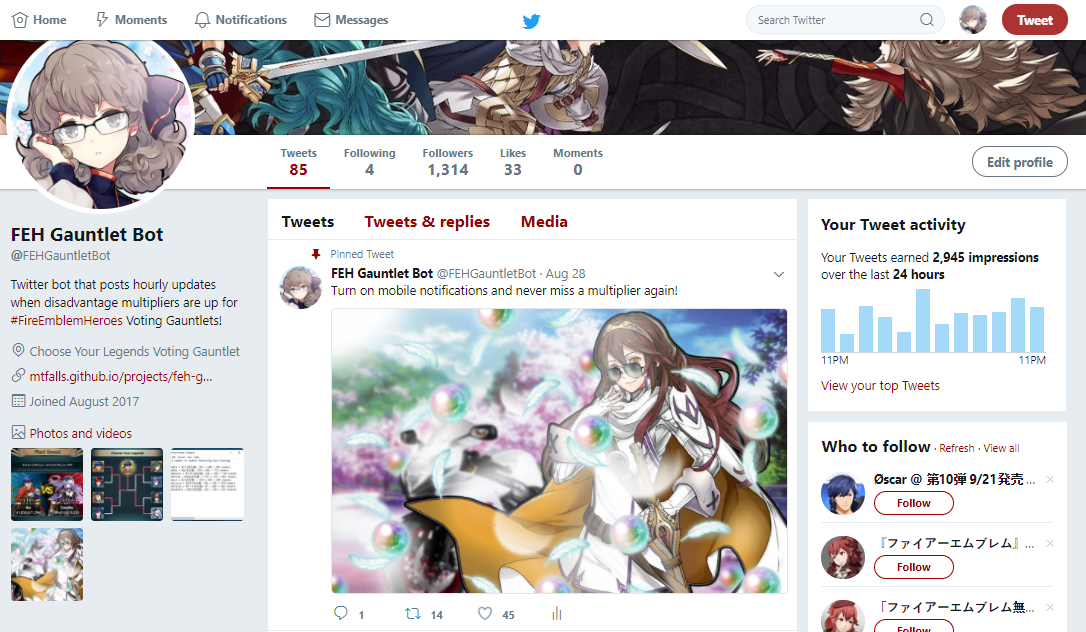 Home
Moments
Notifications
Messages
Search Twitter
Tweet
Tweets
85
Following
4
Followers
1,314
Likes
33
Moments
0
Edit profile
FEH Gauntlet Bot
@FEHGauntletBot
Twitter bot that posts hourly updates
when disadvantage multipliers are up for
#FireEmblemHeroes Voting Gauntlets!
Choose Your Legends Voting Gauntlet
mtfalls.github.io/projects/feh-g...
Joined August 2017
Photos and videos
VS
Tweets
Tweets & replies
Media
Pinned Tweet
FEH Gauntlet Bot @FEHGauntletBot · Aug 28
Turn on mobile notifications and never miss a multiplier again!
1
14
45
Your Tweet activity
Your Tweets earned 2,945 impressions
over the last 24 hours
11PM
11PM
View your top Tweets
Who to follow · Refresh · View all
Øscar @ 第10弾 9/21発売 ...
Follow
『ファイアーエムブレム』...
Follow
「ファイアーエムブレム無...
Follow